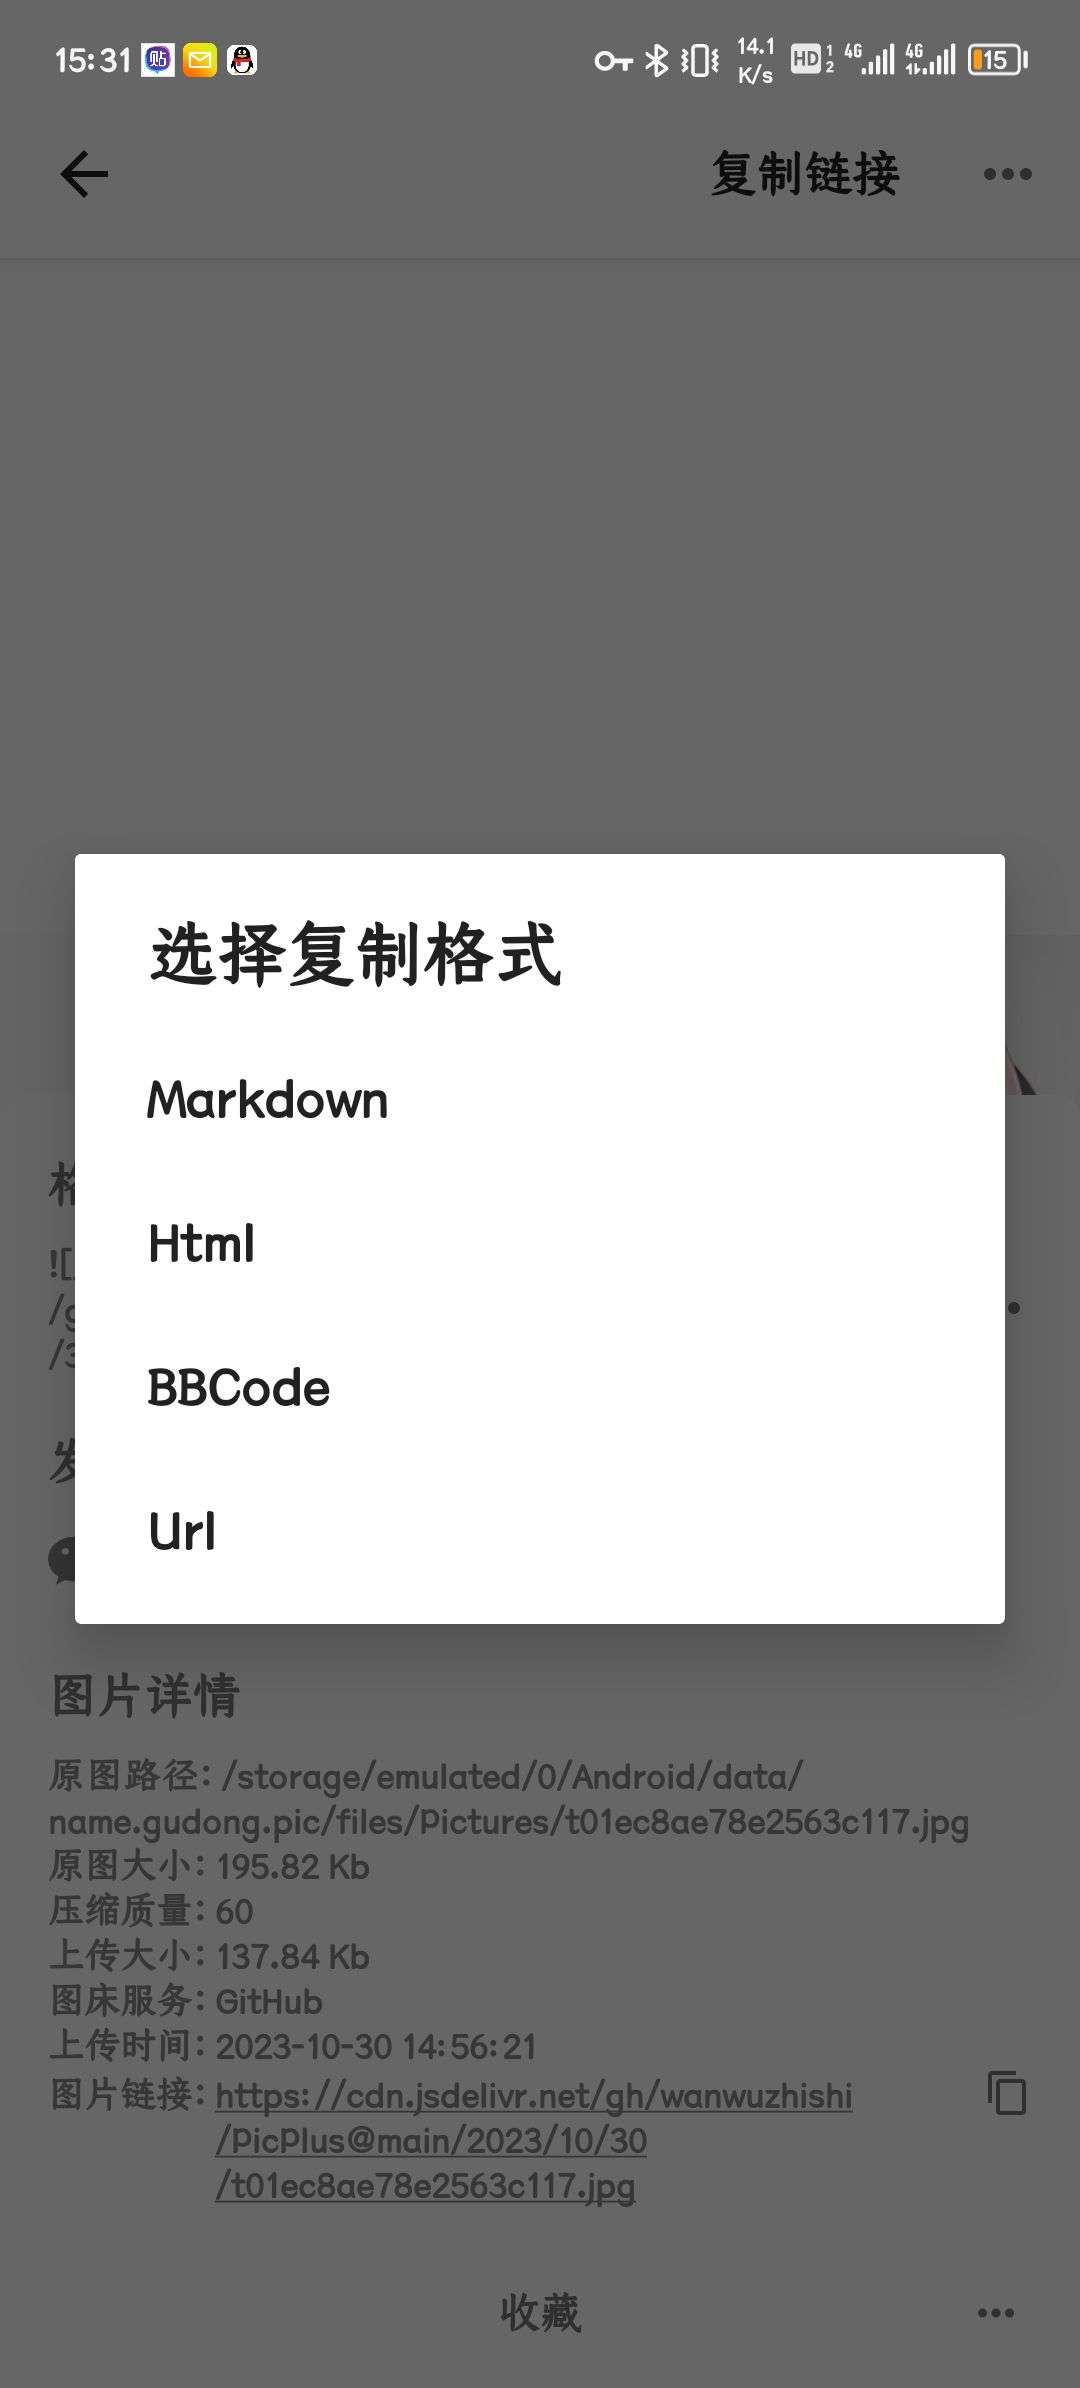 15:31 贴 14.1 K/s HD 1 2 4G 4G 15
复制链接
选择复制格式
Markdown
Html
BBCode
Url
图片详情
原图路径: /storage/emulated/0/Android/data/
name.gudong.pic/files/Pictures/t01ec8ae78e2563c117.jpg
原图大小: 195.82 Kb
压缩质量: 60
上传大小: 137.84 Kb
图床服务: GitHub
上传时间: 2023-10-30 14:56:21
图片链接: https://cdn.jsdelivr.net/gh/wanwuzhishi
/PicPlus@main/2023/10/30
/t01ec8ae78e2563c117.jpg
收藏